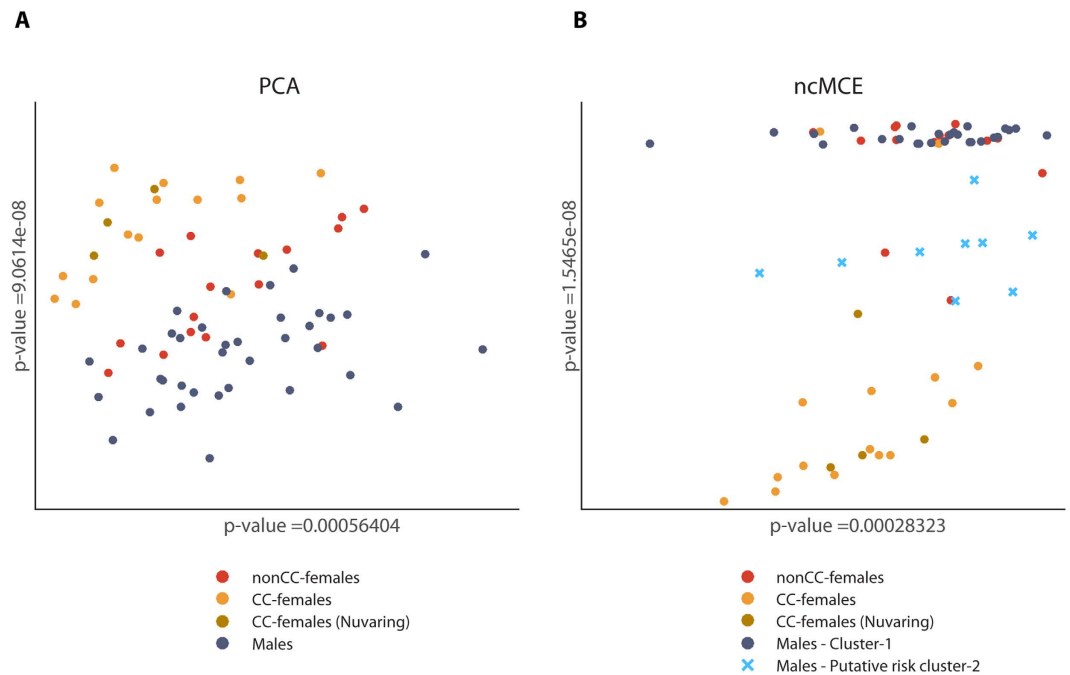 A
B
PCA
ncMCE
p-value =9.0614e-08
p-value =1.5465e-08
p-value =0.00056404
p-value =0.00028323
nonCC-females
CC-females
CC-females (Nuvaring)
Males
nonCC-females
CC-females
CC-females (Nuvaring)
Males - Cluster-1
Males - Putative risk cluster-2